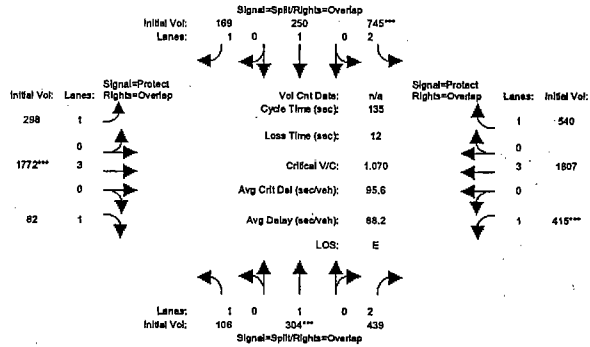 Signal=Split/Rights=Overlap
Initial Vol: 169 250 745***
Lanes: 1 0 1 0 2
Signal=Protect
Initial Vol: Lanes: Rights=Overlap
Vol Cnt Date: n/a
Signal=Protect
Rights=Overlap Lanes: Initial Vol:
Cycle Time (sec): 135
298 1
1 540
Loss Time (sec): 12
0
0
1772*** 3
Critical V/C: 1.070
3 1607
0
Avg Crit Del (sec/veh): 95.6
0
82 1
Avg Delay (sec/veh): 68.2
1 415***
LOS: E
Lanes: 1 0 1 0 2
Initial Vol: 106 304*** 439
Signal=Split/Rights=Overlap